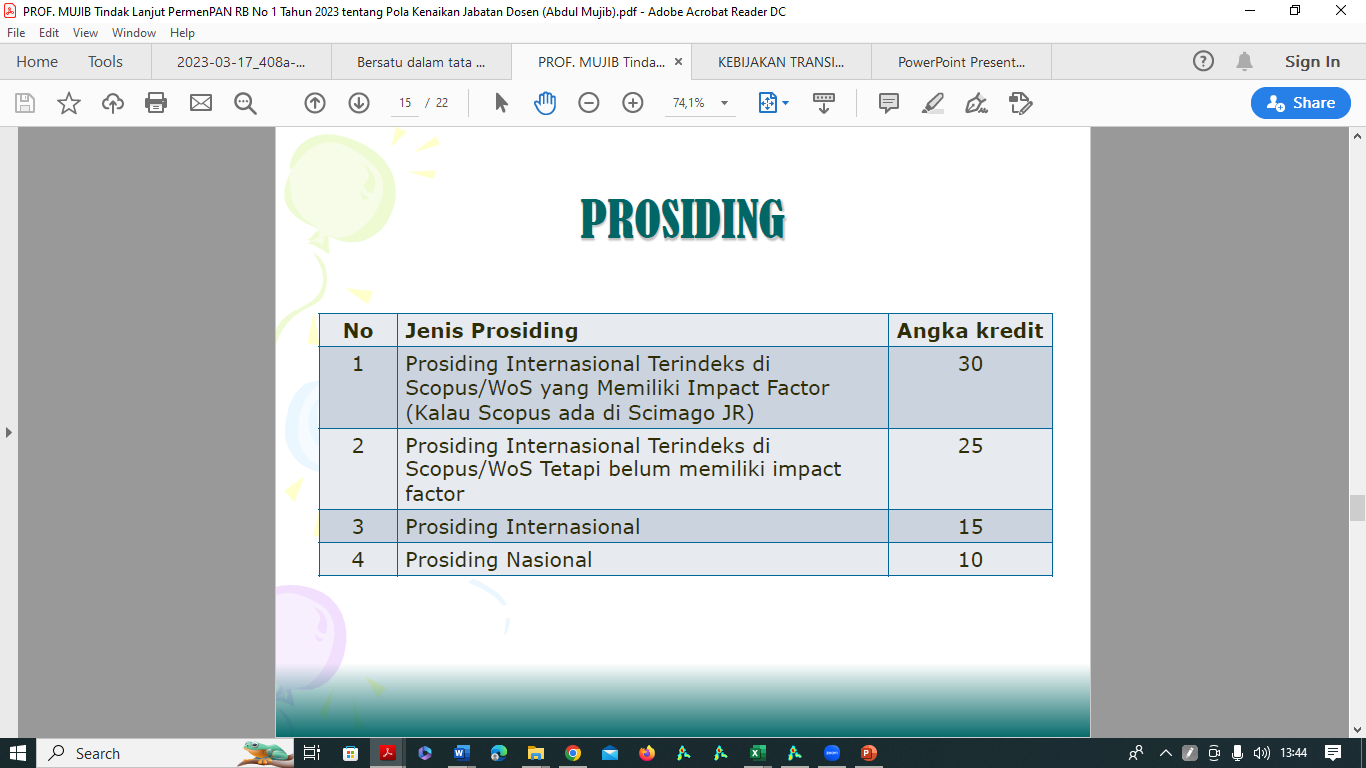 PROF. MUJIB Tindak Lanjut PermenPAN RB No 1 Tahun 2023 tentang Pola Kenaikan Jabatan Dosen (Abdul Mujib).pdf - Adobe Acrobat Reader DC
File Edit View Window Help
Home Tools 2023-03-17_408a-... Bersatu dalam tata ... PROF. MUJIB Tinda... × KEBIJAKAN TRANSI... PowerPoint Present... Sign In
15 / 22 74,1% Share
PROSIDING
No Jenis Prosiding Angka kredit
1 Prosiding Internasional Terindeks di 30
Scopus/WoS yang Memiliki Impact Factor
(Kalau Scopus ada di Scimago JR)
2 Prosiding Internasional Terindeks di 25
Scopus/WoS Tetapi belum memiliki impact
factor
3 Prosiding Internasional 15
4 Prosiding Nasional 10
Search 13:44